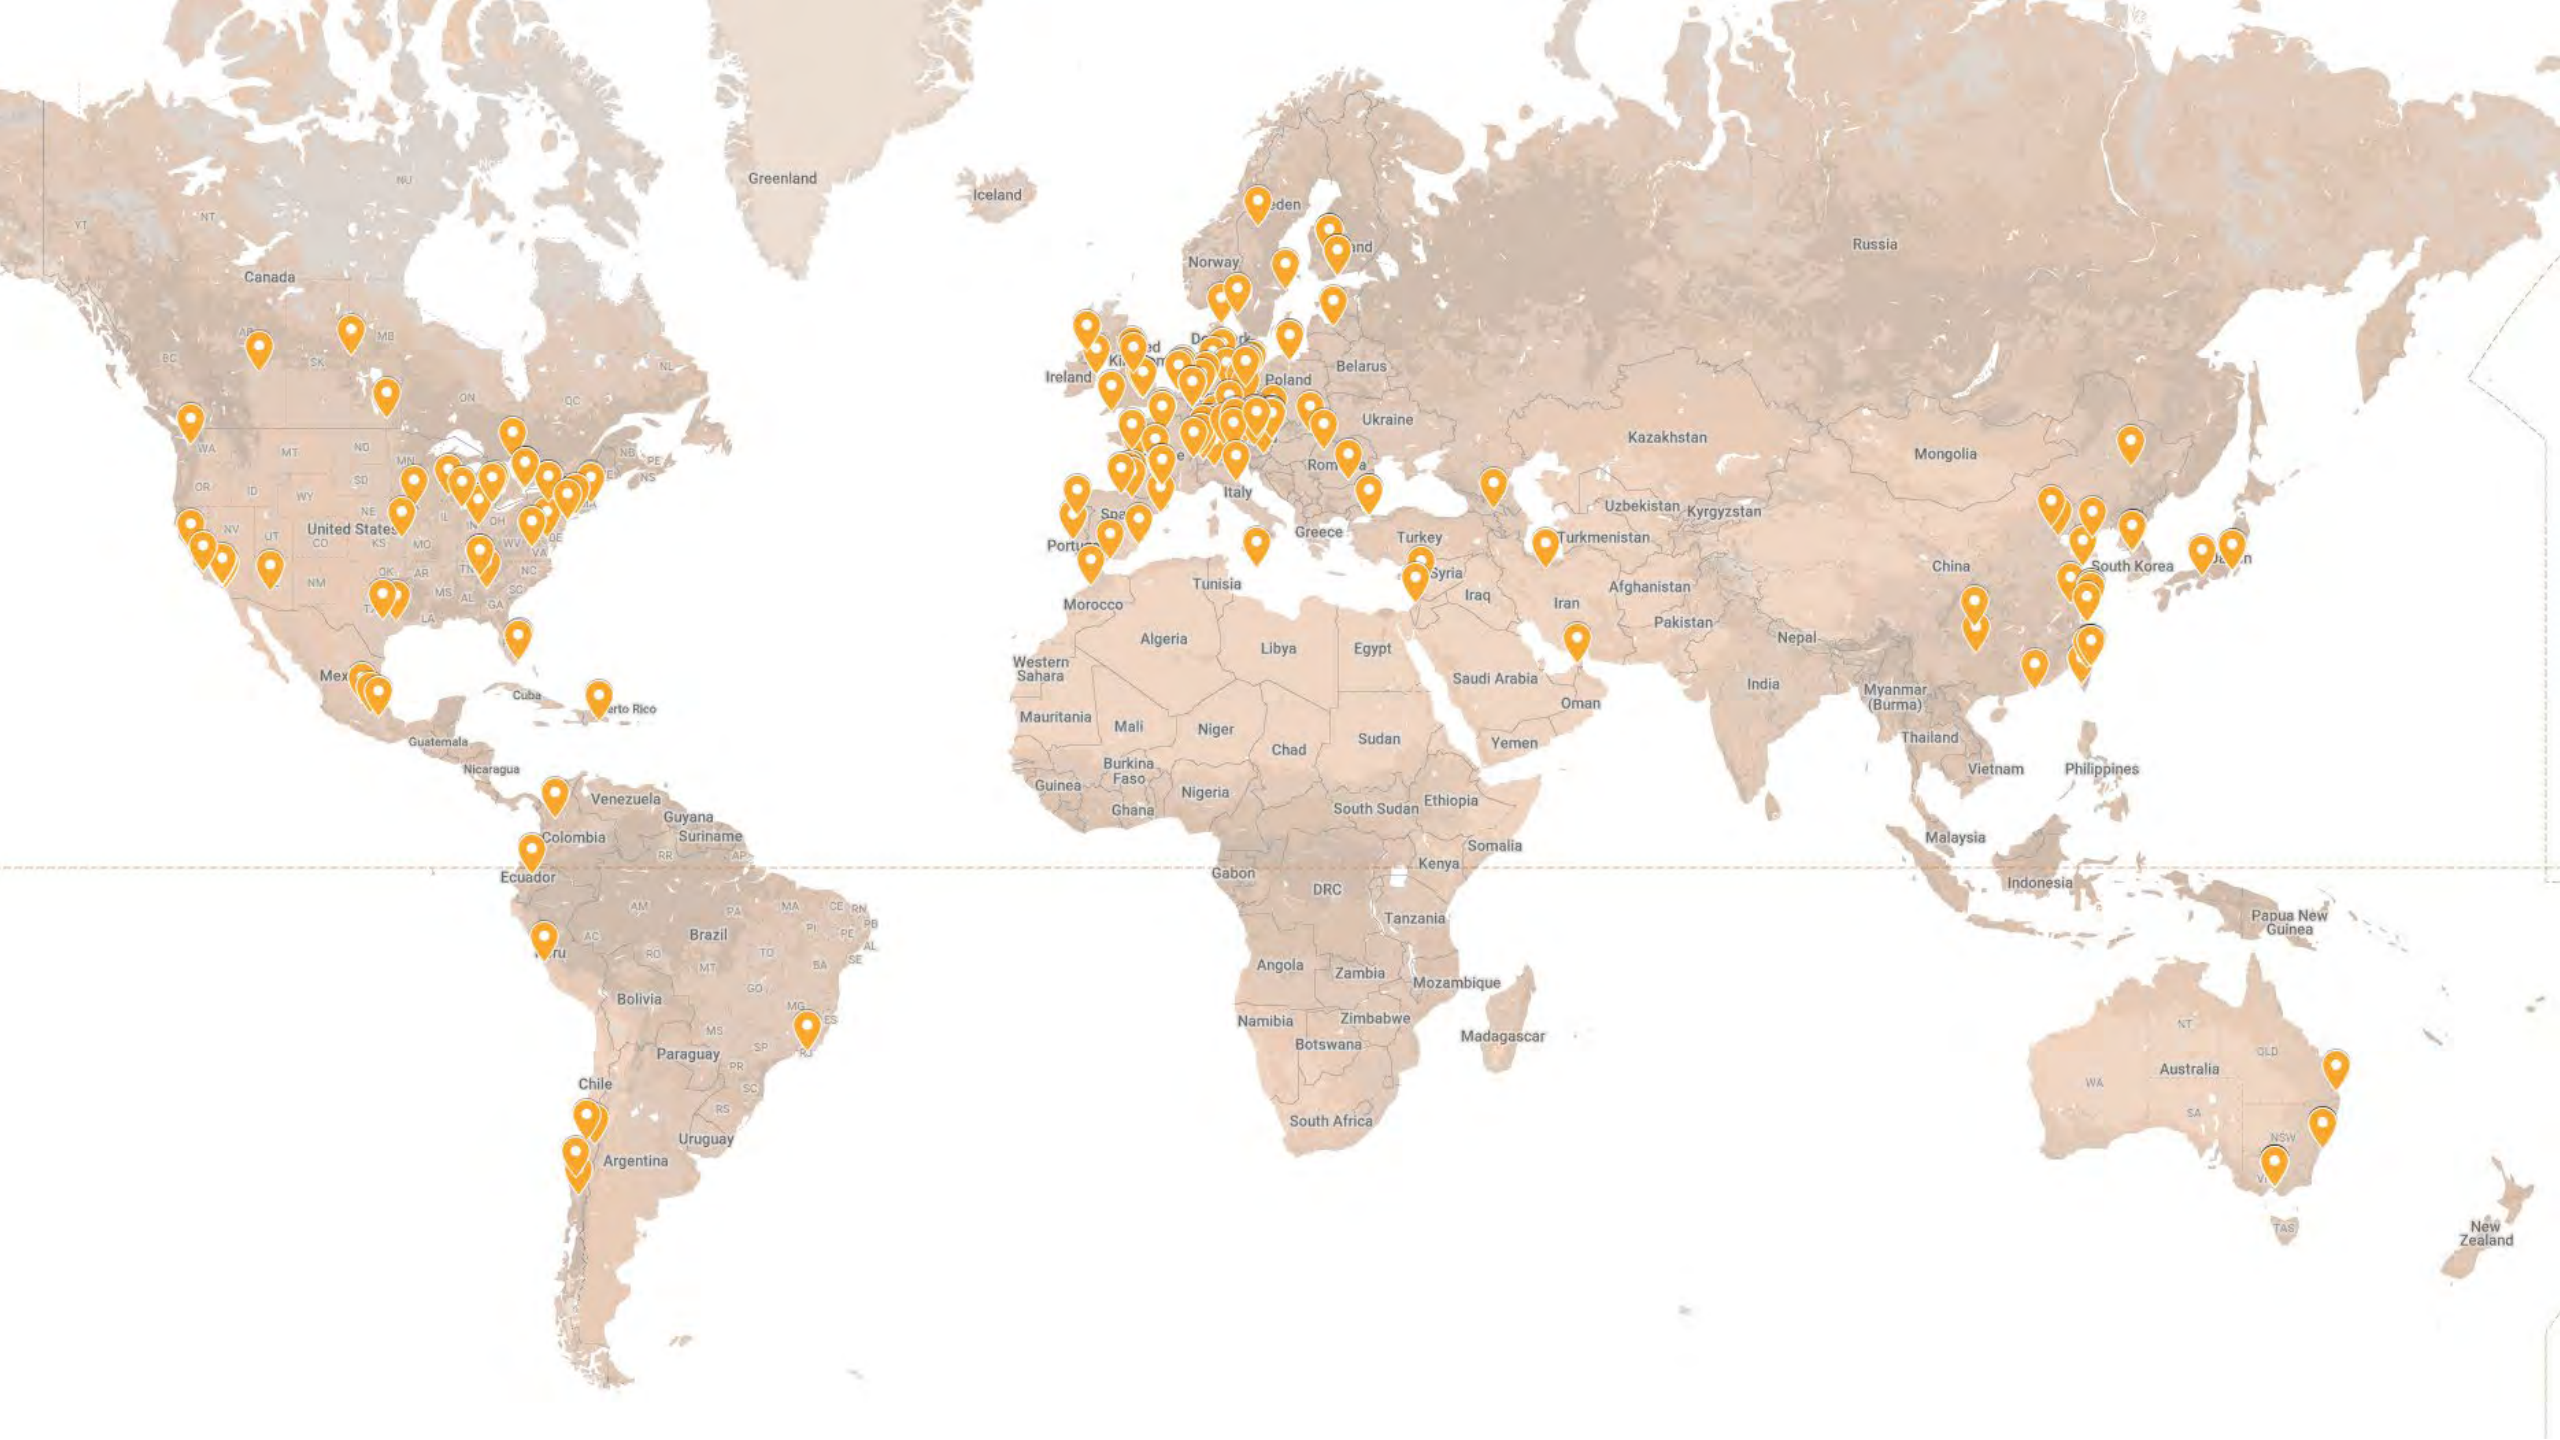 Greenland
Iceland
NU
NT
YT
Canada
BC
SK
MB
ON
QC
NL
NB
PE
NS
WA
MT
ND
MN
OR
ID
WY
SD
NE
IL
OH
NV
UT
United States
CO
KS
MO
WV
DE
VA
NM
OK
AR
TN
NC
SC
MS
AL
GA
LA
Cuba
Guatemala
Nicaragua
Venezuela
Guyana
Suriname
Colombia
Ecuador
RR
AP
AM
PA
MA
CE
RN
PB
PI
PE
AL
SE
AC
RO
Brazil
TO
BA
MT
GO
Bolivia
MG
ES
MS
SP
RJ
Paraguay
PR
SC
RS
Chile
Uruguay
Argentina
Norway
Russia
Ireland
Belarus
Poland
Ukraine
Italy
Greece
Turkey
Syria
Kazakhstan
Mongolia
Uzbekistan
Kyrgyzstan
Turkmenistan
Afghanistan
Iraq
Iran
Pakistan
Nepal
China
South Korea
India
Myanmar
(Burma)
Thailand
Vietnam
Philippines
Malaysia
Indonesia
Papua New
Guinea
Tunisia
Morocco
Algeria
Libya
Egypt
Western
Sahara
Saudi Arabia
Oman
Yemen
Mauritania
Mali
Niger
Chad
Sudan
Burkina
Faso
Guinea
Ghana
Nigeria
South Sudan
Ethiopia
Somalia
Kenya
Gabon
DRC
Tanzania
Angola
Zambia
Mozambique
Namibia
Zimbabwe
Botswana
Madagascar
South Africa
NT
QLD
WA
Australia
SA
NSW
TAS
New
Zealand